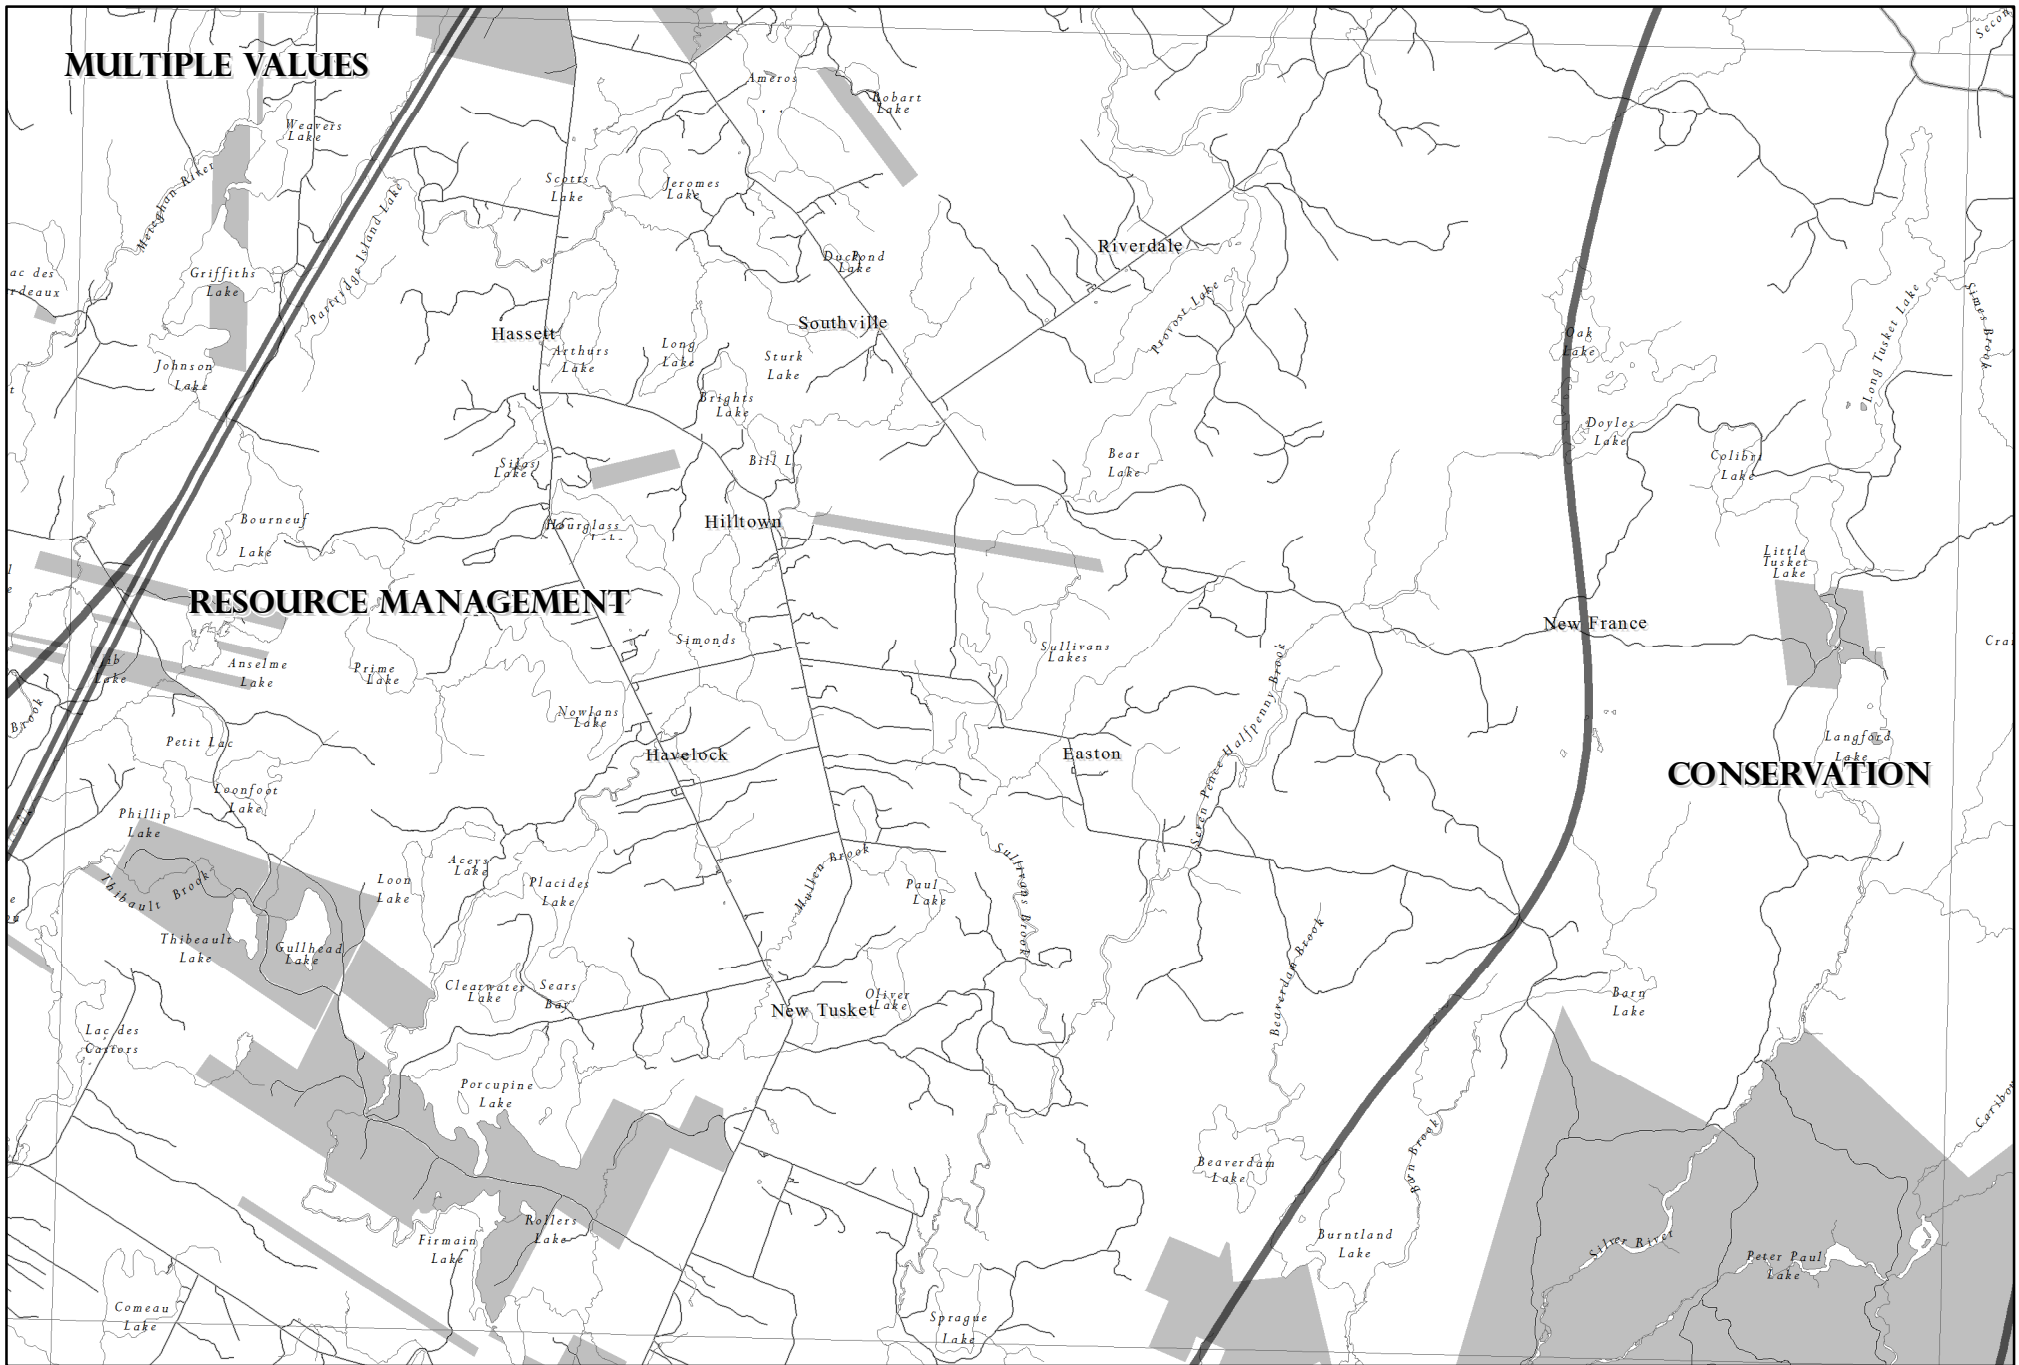 MULTIPLE VALUES
Ameros
Bobart
Lake
Weavers
Lake
Meteghan River
Partridge Island Lake
Scotts
Lake
Jeromes
Lake
Riverdale
Provost Lake
Griffiths
Lake
Johnson
Lake
Hassett
Arthurs
Lake
Long
Lake
Southville
Sturk
Lake
Brights
Lake
Bill L
Oak
Lake
Long Tusket Lake
Simes Brook
Doyles
Lake
Colibri
Lake
Bear
Lake
Silas
Lake
Bourneuf
Lake
Hourglass
Hilltown
Little
Tusket
Lake
RESOURCE MANAGEMENT
New France
Simonds
Sullivans
Lakes
Anselme
Lake
Prime
Lake
Nowlans
Lake
Brook
Petit Lac
Havelock
Easton
Seven Pence Halfpenny Brook
Langford
Lake
CONSERVATION
Loonfoot
Lake
Phillip
Lake
Thibault Brook
Aceys
Lake
Loon
Lake
Placides
Lake
Mullen Brook
Paul
Lake
Sullivans Brook
Thibeault
Lake
Gullhead
Lake
Beaverdam Brook
Clearwater
Lake
Sears
Bay
New Tusket
Oliver
Lake
Barn
Lake
Lac des
Castors
Porcupine
Lake
Barn Brook
Beaverdam
Lake
Firmain
Lake
Rollers
Lake
Burntland
Lake
Silver River
Peter Paul
Lake
Comeau
Lake
Sprague
Lake